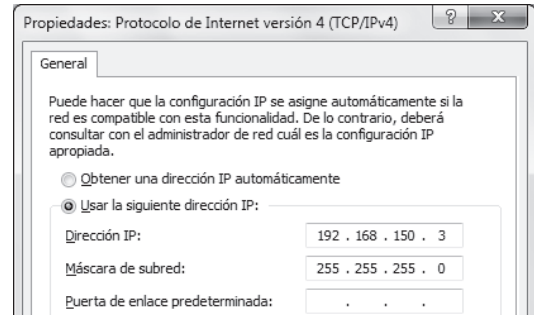 Propiedades: Protocolo de Internet versión 4 (TCP/IPv4)
General
Puede hacer que la configuración IP se asigne automáticamente si la
red es compatible con esta funcionalidad. De lo contrario, deberá
consultar con el administrador de red cuál es la configuración IP
apropiada.
Obtener una dirección IP automáticamente
Usar la siguiente dirección IP:
Dirección IP: 192 . 168 . 150 . 3
Máscara de subred: 255 . 255 . 255 . 0
Puerta de enlace predeterminada: . . .